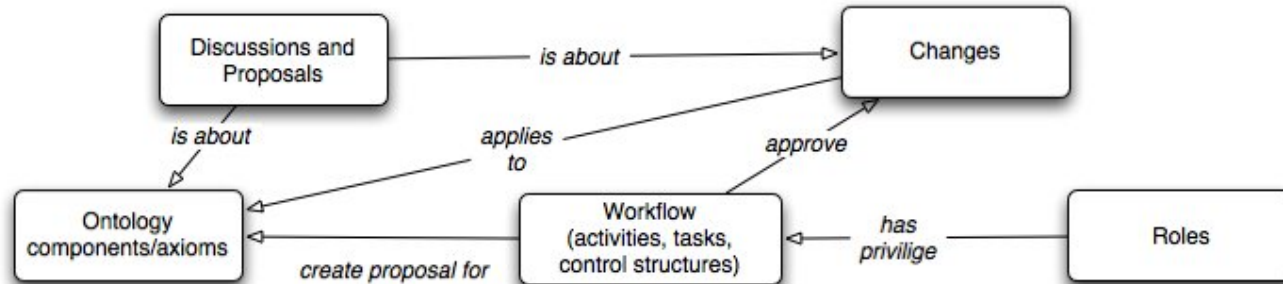 Discussions and
Proposals
is about
Changes
is about
applies
to
approve
Ontology
components/axioms
Workflow
(activities, tasks,
control structures)
has
privilige
Roles
create proposal for